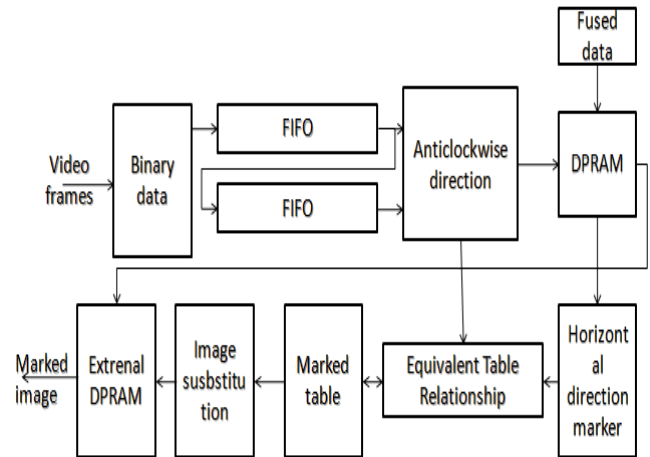 Fused
data
FIFO
Video
frames
Binary
data
Anticlockwise
direction
DPRAM
FIFO
Marked
image
Extrenal
DPRAM
Image
susbstitu
tion
Marked
table
Equivalent Table
Relationship
Horizont
al
direction
marker